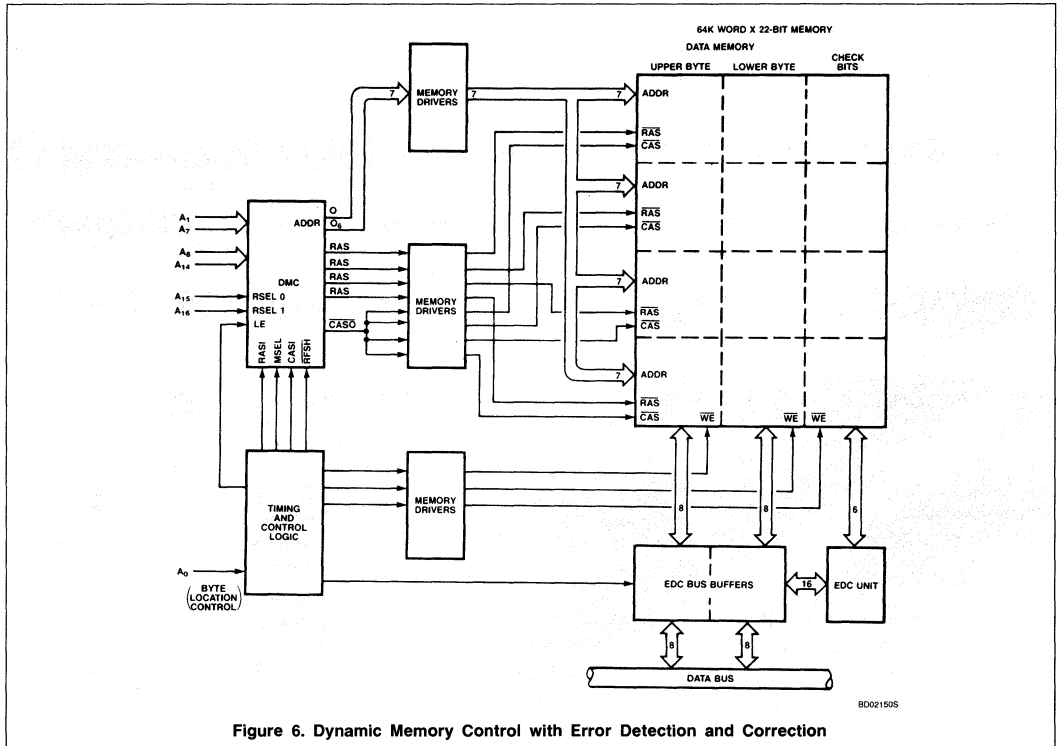 64K WORD X 22-BIT MEMORY
DATA MEMORY
UPPER BYTE
LOWER BYTE
CHECK
BITS
7
MEMORY
DRIVERS
7
7
ADDR
RAS
CAS
7
ADDR
RAS
CAS
7
ADDR
RAS
CAS
7
ADDR
RAS
CAS
WE
WE
WE
A1
A7
A8
A14
A15
A16
ADDR
O
O6
DMC
RSEL 0
RSEL 1
LE
RASI
MSEL
CASI
RFSH
RAS
RAS
RAS
RAS
CASO
MEMORY
DRIVERS
TIMING
AND
CONTROL
LOGIC
MEMORY
DRIVERS
A0
(BYTE
LOCATION
CONTROL)
8
8
6
EDC BUS BUFFERS
16
EDC UNIT
8
8
DATA BUS
BD02150S
Figure 6. Dynamic Memory Control with Error Detection and Correction